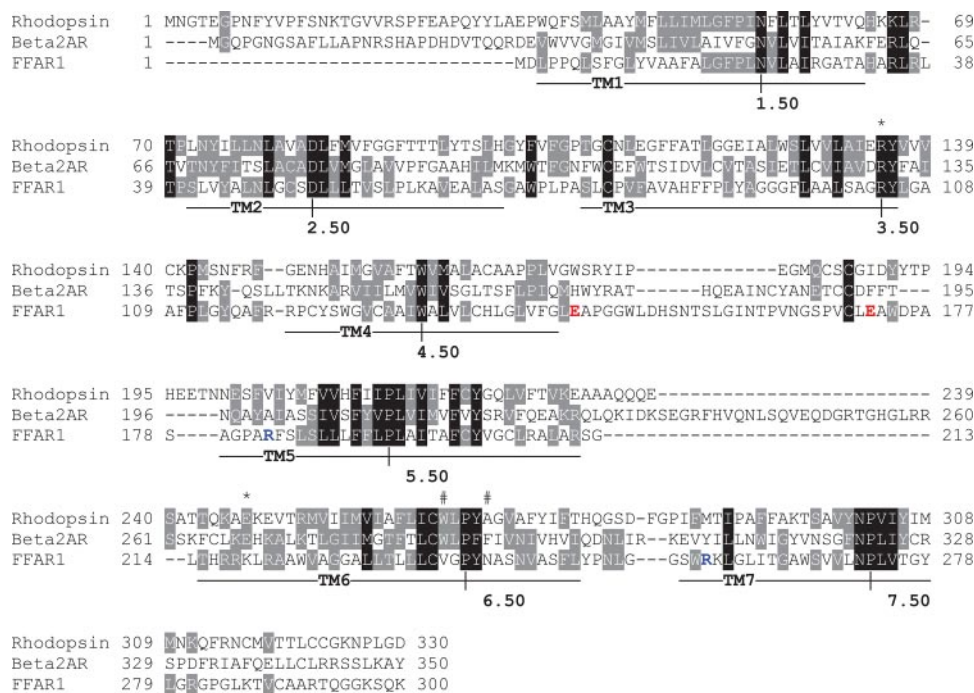 Rhodopsin 1 MNGTEGPNFYVPFSNKTGVVRSPFEAPQYYLAEPWQFSMLAAYMFLLIMLGFPINFLTLYVTVQHKKLR- 69
Beta2AR 1 ----MGQPGNGSAFLLAPNRSHAPDHDVTQQRDEVWVVGMGIVMSLIVLAIVFGNVLVITAIAKFERLQ- 65
FFAR1 1 --------------------------------MDLPPQLSFGLYVAAFALGFPLNVLAIRGATAHARLRL 38
TM1
1.50
*
Rhodopsin 70 TPLNYILLNLAVADLFMVFGGFTTTLYTSLHGYFVFGPTGCNLEGFFATLGGEIALWSLVVLAIERYVVV 139
Beta2AR 66 TVTNYFITSLACADLVMGLAVVPFGAAHILMKMWTFGNFWCEFWTSIDVLCVTASIETLCVIAVDRYFAI 135
FFAR1 39 TPSLVYALNLGCSDLLLTVSLPLKAVEALASGAWPLPASLCPVFAVAHFFPLYAGGGFLAALSAGRYLGA 108
TM2 TM3
2.50 3.50
Rhodopsin 140 CKPMSNFRF--GENHAIMGVAFTWVMALACAAPPLVGWSRYIP-------------EGMQCSCGIDYYTP 194
Beta2AR 136 TSPFKY-QSLLTKNKARVIILMVWIVSGLTSFLPIQMHWYRAT------HQEAINCYANETCCDFFT--- 195
FFAR1 109 AFPLGYQAFR-RPCYSWGVCAAIWALVLCHLGLVFGLEAPGGWLDHSNTSLGINTPVNGSPVCLEAWDPA 177
TM4
4.50
Rhodopsin 195 HEETNNESFVIYMFVVHFIIPLIVIFFCYGQLVFTVKEAAAQQQE------------------------- 239
Beta2AR 196 -----NQAYAIASSIVSFYVPLVIMVFVYSRVFQEAKRQLQKIDKSEGRFHVQNLSQVEQDGRTGHGLRR 260
FFAR1 178 S----AGPARFSLSLLLFFLPLAITAFCYVGCLRALARSG------------------------------ 213
TM5
5.50
* # #
Rhodopsin 240 SATTQKAEKEVTRMVIIMVIAFLICWLPYAGVAFYIFTHQGSD-FGPIFMTIPAFFAKTSAVYNPVIYIM 308
Beta2AR 261 SSKFCLKEHKALKTLGIIMGTFTLCWLPFFIVNIVHVIQDNLIR--KEVYILLNWIGYVNSGFNPLIYCR 328
FFAR1 214 --LTHRRKLRAAWVAGGALLTLLLCVGPYNASNVASFLYPNLG---GSWRKLGLITGAWSVVLNPLVTGY 278
TM6 TM7
6.50 7.50
Rhodopsin 309 MNKQFRNCMVTTLCCGKNPLGD 330
Beta2AR 329 SPDFRIAFQELLCLRRSSLKAY 350
FFAR1 279 LGRGPGLKTVCAARTQGGKSQK 300